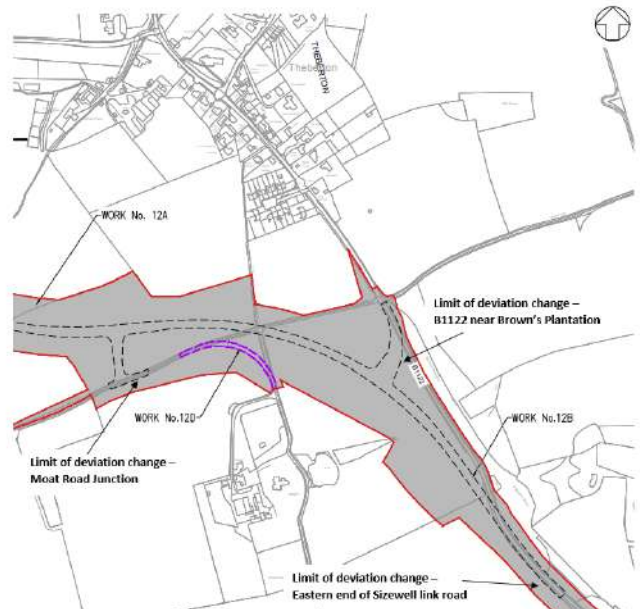 THEBERTON
Theberton
WORK No. 12A
Limit of deviation change –
B1122 near Brown's Plantation
B1122
WORK No.12D
WORK No.12B
Limit of deviation change –
Moat Road Junction
Limit of deviation change –
Eastern end of Sizewell link road